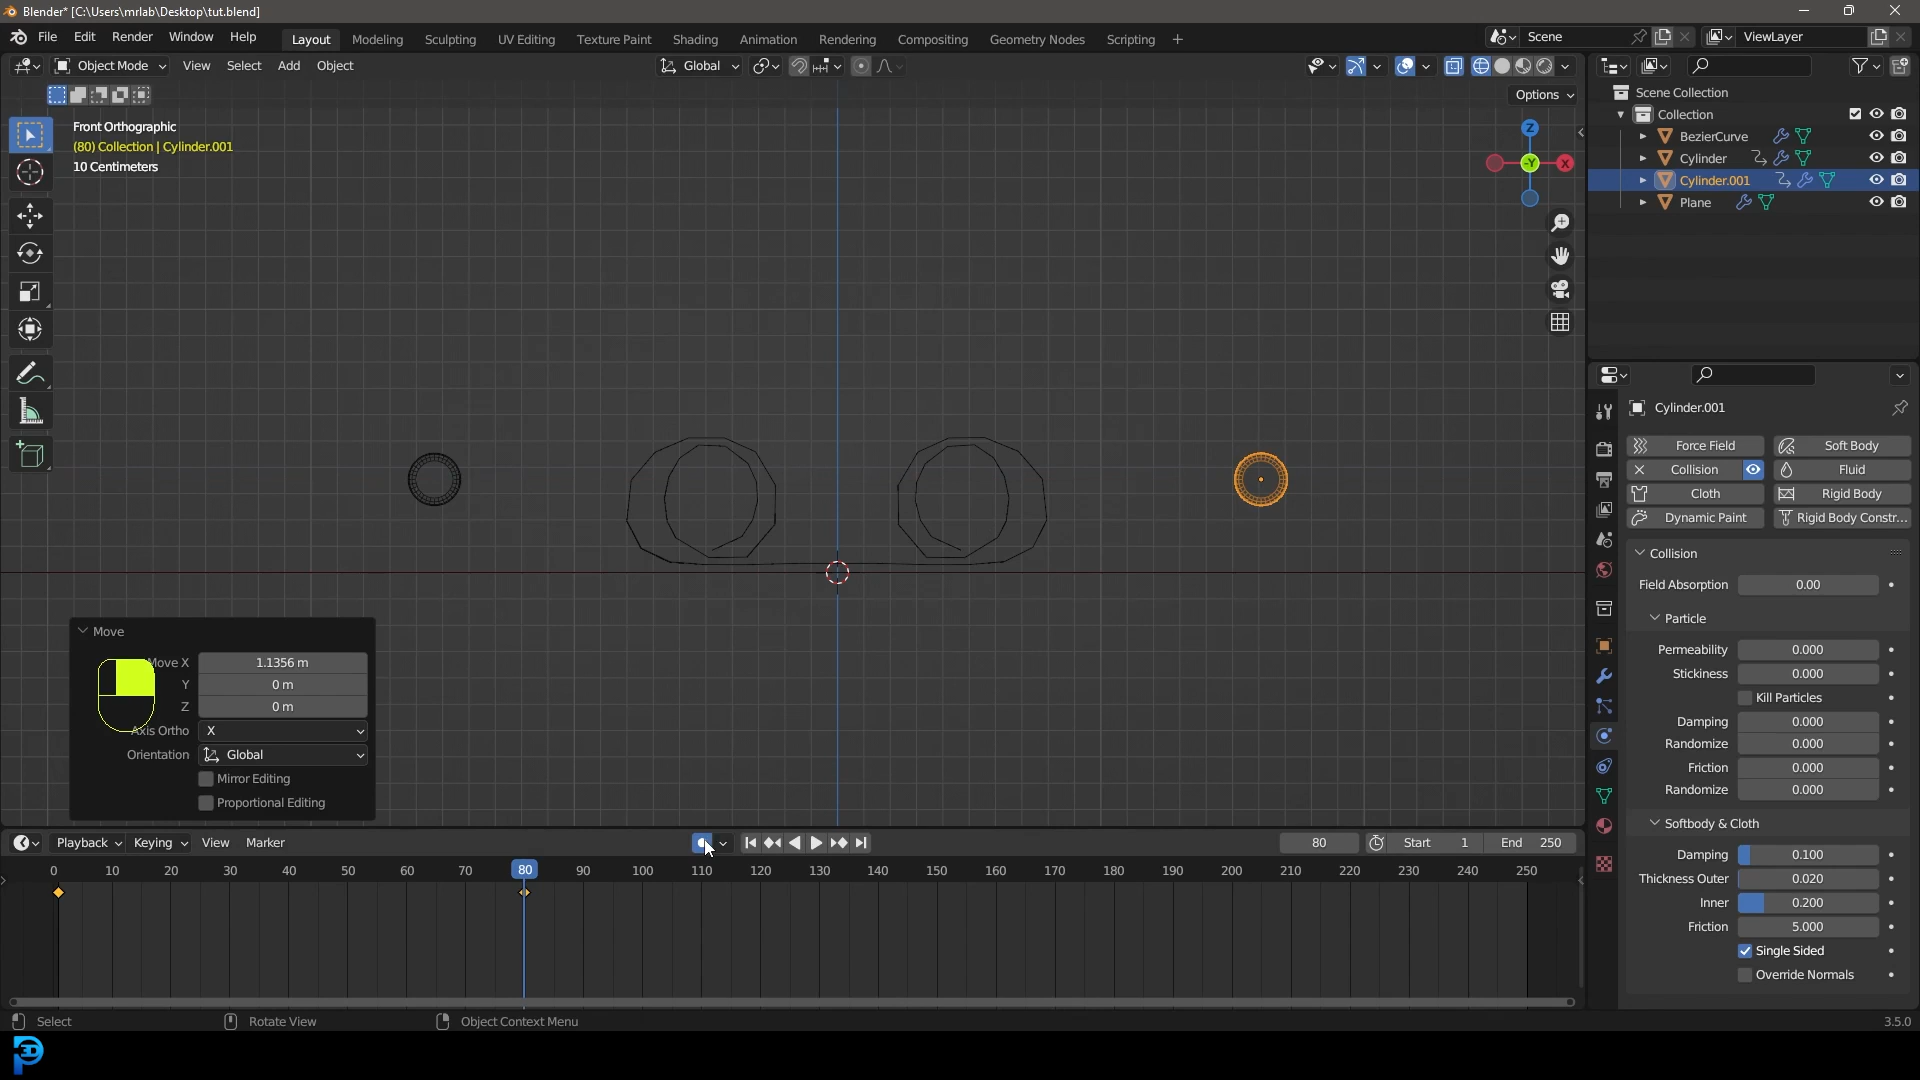 Blender* [C:\Users\mrlab\Desktop\tut.blend]
File Edit Render Window Help Layout Modeling Sculpting UV Editing Texture Paint Shading Animation Rendering Compositing Geometry Nodes Scripting + Scene ViewLayer
Object Mode View Select Add Object Global
Options
Front Orthographic
(80) Collection | Cylinder.001
10 Centimeters
Z
-Y X
Scene Collection
Collection
BezierCurve
Cylinder
Cylinder.001
Plane
Cylinder.001
Force Field Soft Body
Collision Fluid
Cloth Rigid Body
Dynamic Paint Rigid Body Constr...
Collision
Field Absorption 0.00
Particle
Permeability 0.000
Stickiness 0.000
Kill Particles
Damping 0.000
Randomize 0.000
Friction 0.000
Randomize 0.000
Softbody & Cloth
Damping 0.100
Thickness Outer 0.020
Inner 0.200
Friction 5.000
Single Sided
Override Normals
Move
Move X 1.1356 m
Y 0 m
Z 0 m
Axis Ortho X
Orientation Global
Mirror Editing
Proportional Editing
Playback Keying View Marker 80 Start 1 End 250
0 10 20 30 40 50 60 70 80 90 100 110 120 130 140 150 160 170 180 190 200 210 220 230 240 250
Select Rotate View Object Context Menu 3.5.0
3D